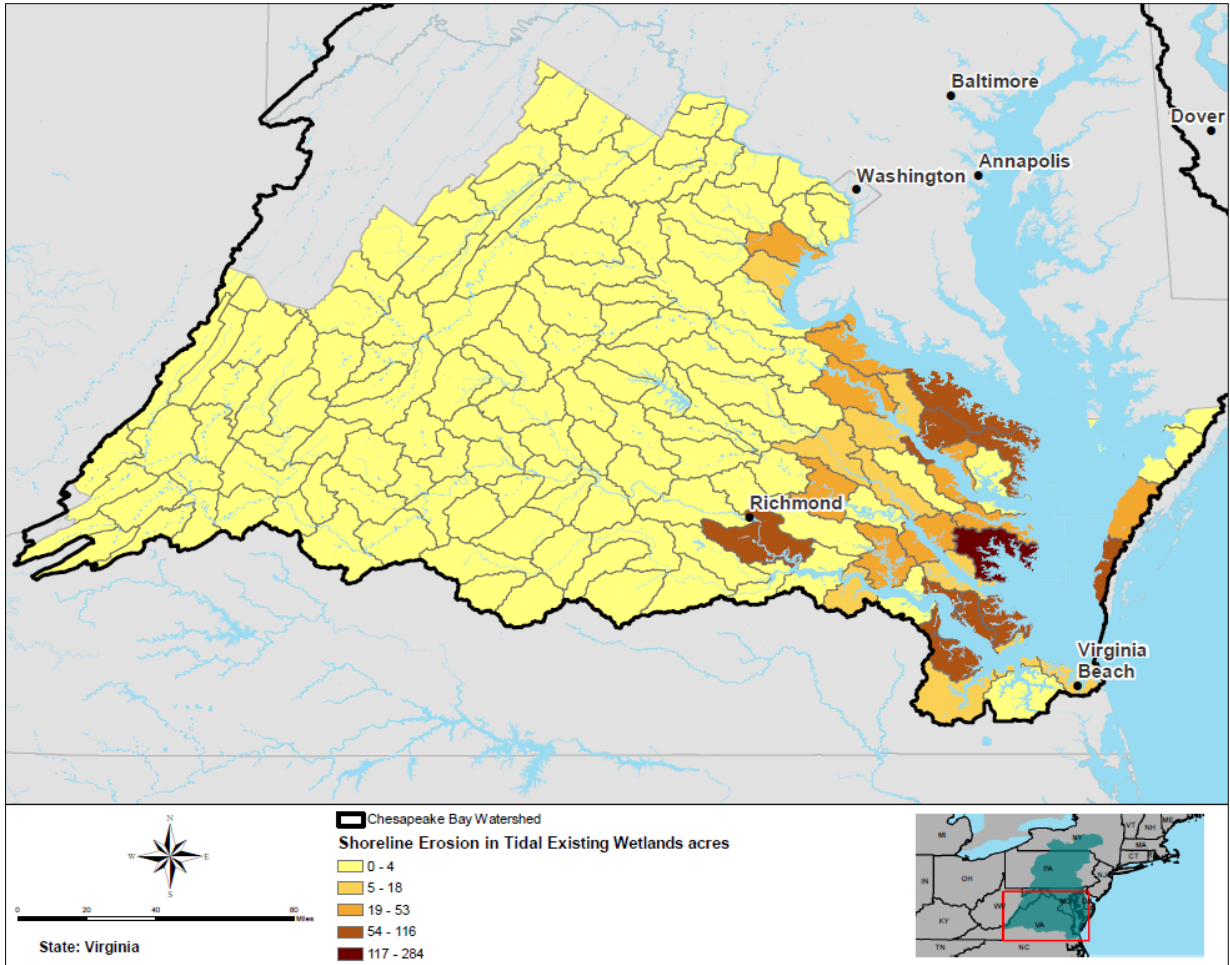 Baltimore
Dover
Annapolis
Washington
Richmond
Virginia
Beach
N
W E
S
0 20 40 80
Miles
State: Virginia
Chesapeake Bay Watershed
Shoreline Erosion in Tidal Existing Wetlands acres
0 - 4
5 - 18
19 - 53
54 - 116
117 - 284
MI
NY
VT
NH
ME
MA
CT
PA
NJ
IN
OH
WV
MD
DE
KY
VA
TN
NC